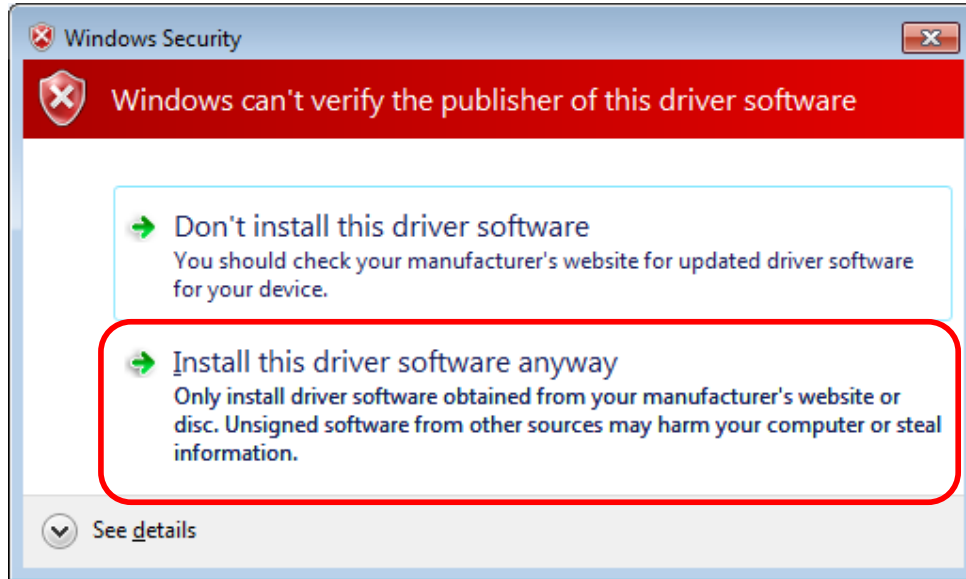 Windows Security
Windows can't verify the publisher of this driver software
Don't install this driver software
You should check your manufacturer's website for updated driver software
for your device.
Install this driver software anyway
Only install driver software obtained from your manufacturer's website or
disc. Unsigned software from other sources may harm your computer or steal
information.
See details